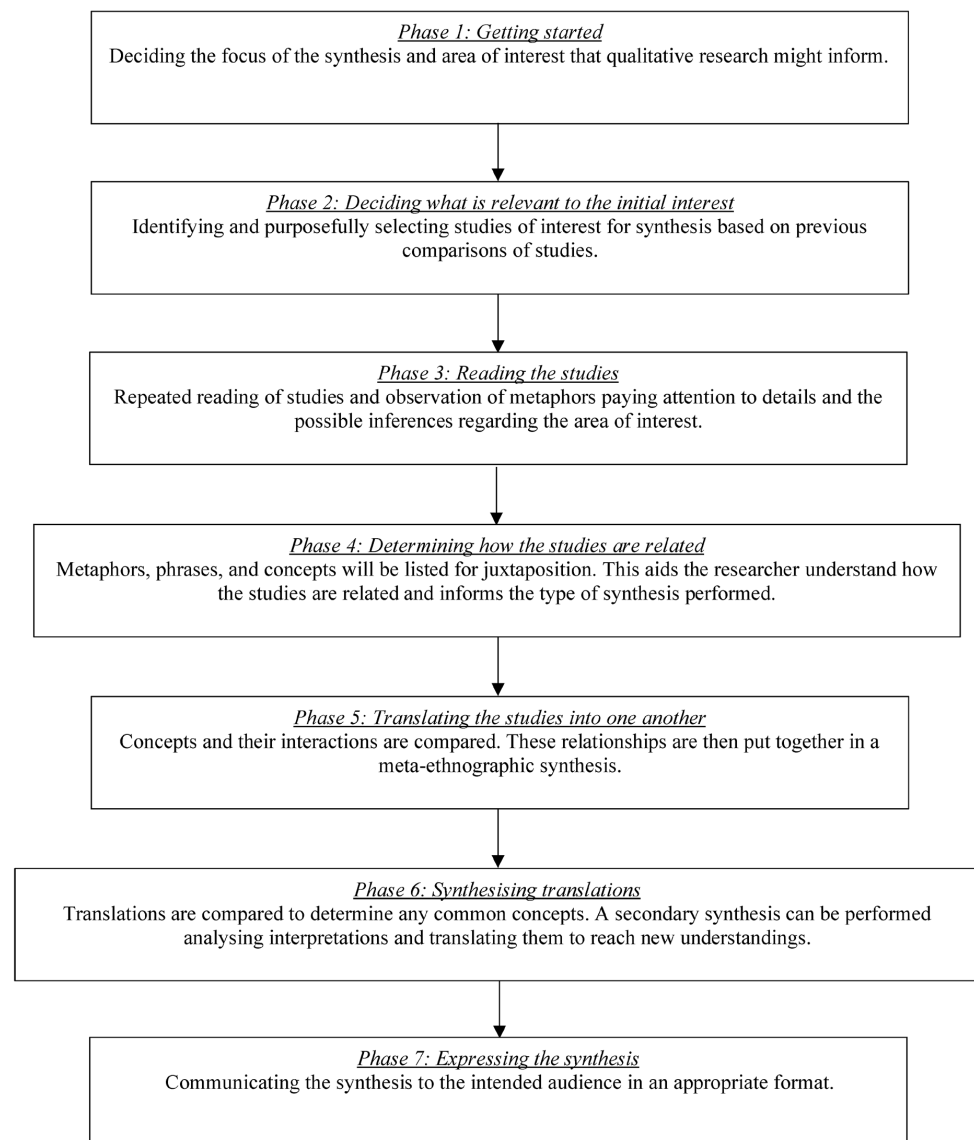 Phase 1: Getting started
Deciding the focus of the synthesis and area of interest that qualitative research might inform.
Phase 2: Deciding what is relevant to the initial interest
Identifying and purposefully selecting studies of interest for synthesis based on previous
comparisons of studies.
Phase 3: Reading the studies
Repeated reading of studies and observation of metaphors paying attention to details and the
possible inferences regarding the area of interest.
Phase 4: Determining how the studies are related
Metaphors, phrases, and concepts will be listed for juxtaposition. This aids the researcher understand how
the studies are related and informs the type of synthesis performed.
Phase 5: Translating the studies into one another
Concepts and their interactions are compared. These relationships are then put together in a
meta-ethnographic synthesis.
Phase 6: Synthesising translations
Translations are compared to determine any common concepts. A secondary synthesis can be performed
analysing interpretations and translating them to reach new understandings.
Phase 7: Expressing the synthesis
Communicating the synthesis to the intended audience in an appropriate format.